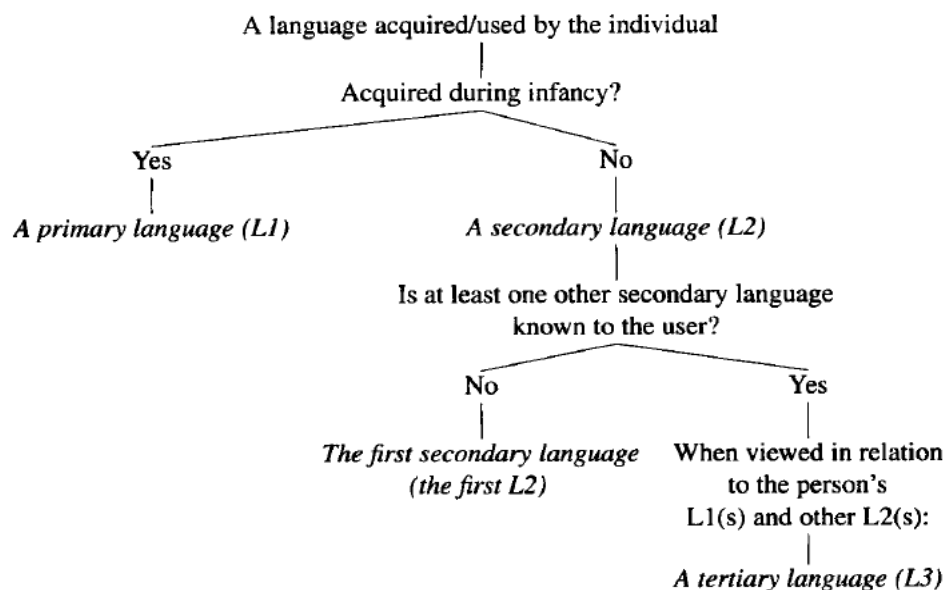 A language acquired/used by the individual
Acquired during infancy?
Yes
No
A primary language (L1)
A secondary language (L2)
Is at least one other secondary language
known to the user?
No
Yes
The first secondary language
(the first L2)
When viewed in relation
to the person's
L1(s) and other L2(s):
A tertiary language (L3)